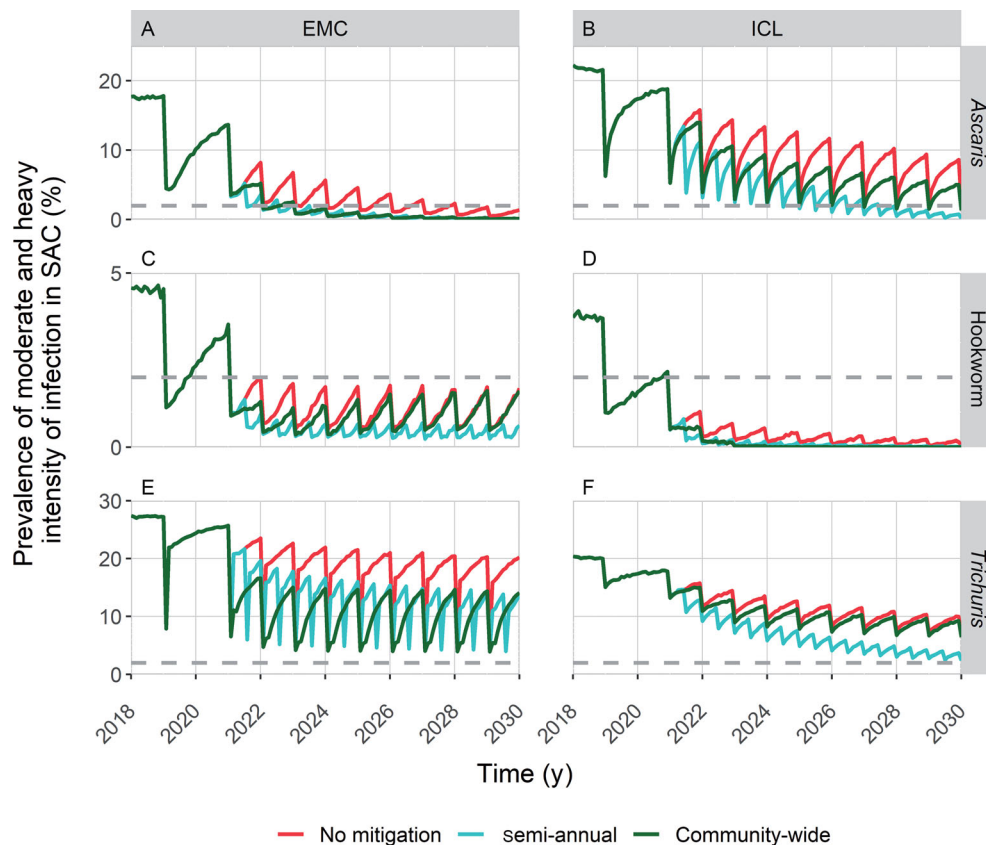 A EMC B ICL
20
10
0
Ascaris
C D
5
0
Hookworm
E F
30
20
10
0
Trichuris
Prevalence of moderate and heavy
intensity of infection in SAC (%)
2018 2020 2022 2024 2026 2028 2030 2018 2020 2022 2024 2026 2028 2030
Time (y)
No mitigation semi-annual Community-wide